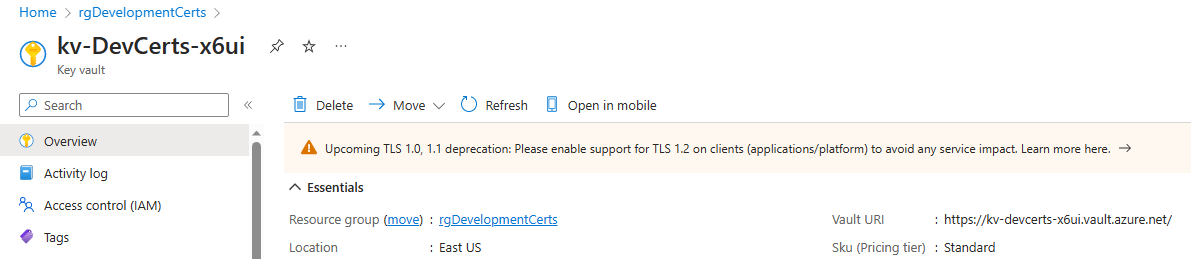 Home > rgDevelopmentCerts >
kv-DevCerts-x6ui
Key vault
Search
Delete Move Refresh Open in mobile
Overview
Activity log
Access control (IAM)
Tags
Upcoming TLS 1.0, 1.1 deprecation: Please enable support for TLS 1.2 on clients (applications/platform) to avoid any service impact. Learn more here.
Essentials
Resource group (move) : rgDevelopmentCerts
Vault URI : https://kv-devcerts-x6ui.vault.azure.net/
Location : East US
Sku (Pricing tier) : Standard